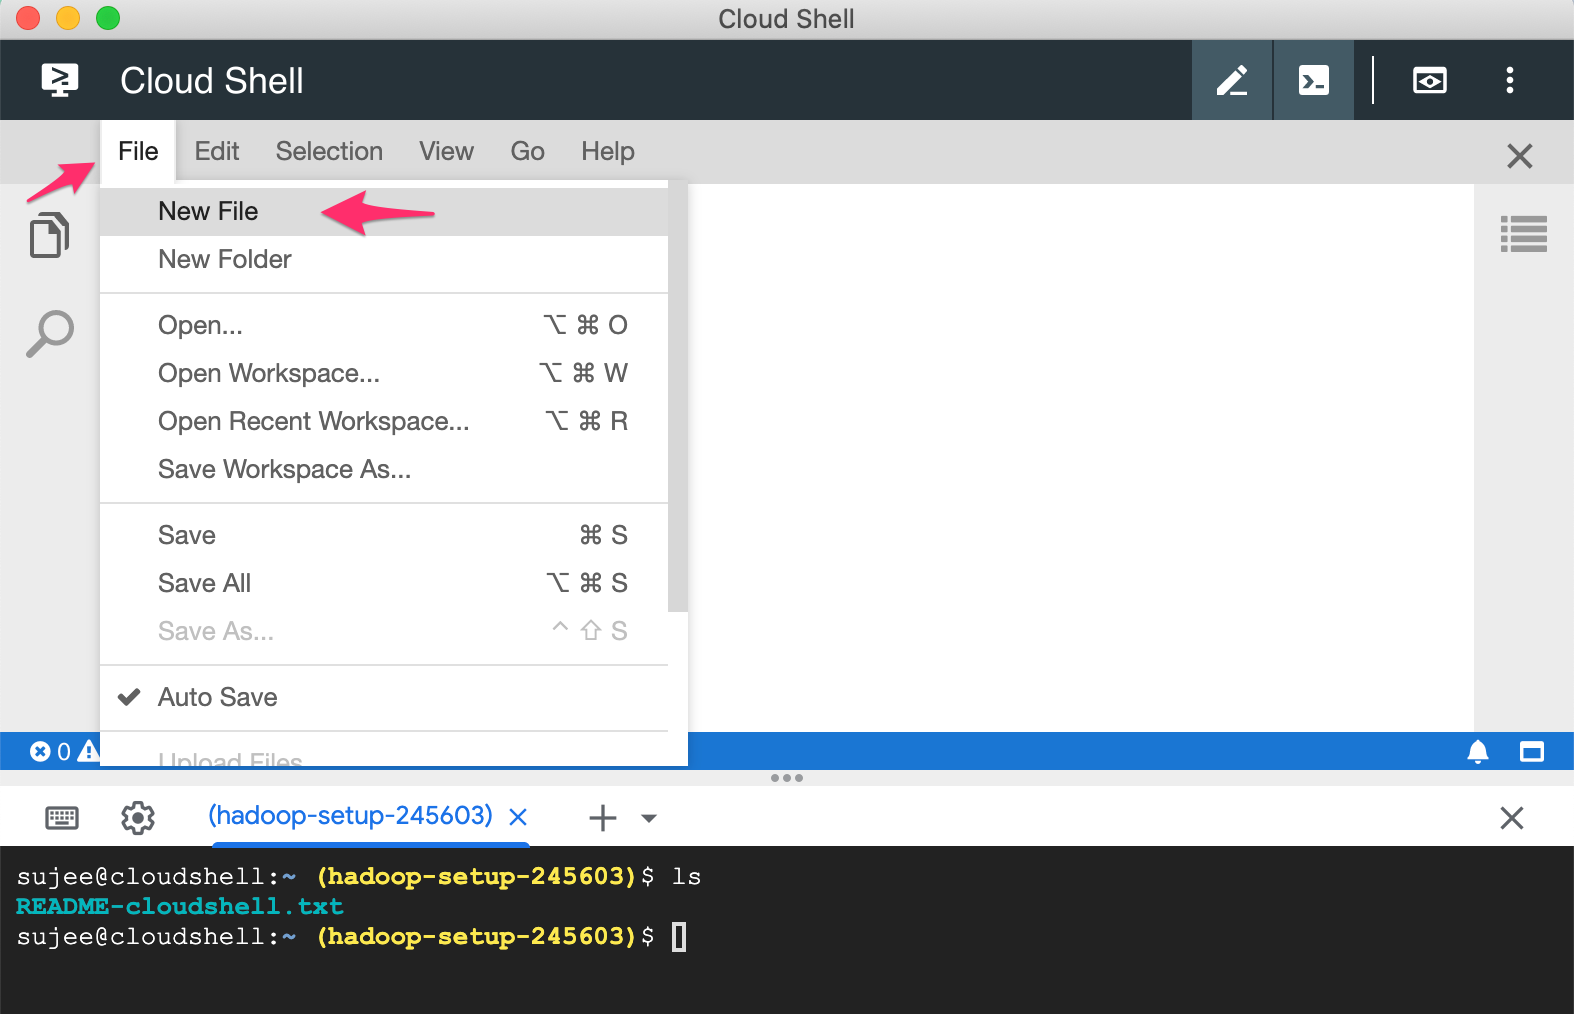 Cloud Shell
Cloud Shell
File Edit Selection View Go Help
New File
New Folder
Open... ⌥ ⌘ O
Open Workspace... ⌥ ⌘ W
Open Recent Workspace... ⌥ ⌘ R
Save Workspace As...
Save ⌘ S
Save All ⌥ ⌘ S
Save As... ^ ⇧ S
✓ Auto Save
Upload Files
0
(hadoop-setup-245603)
sujee@cloudshell:~ (hadoop-setup-245603)$ ls
README-cloudshell.txt
sujee@cloudshell:~ (hadoop-setup-245603)$